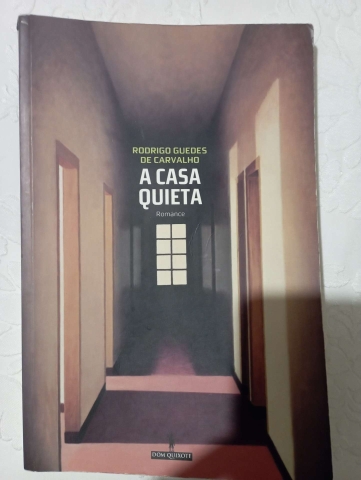 RODRIGO GUEDES
DE CARVALHO
A CASA
QUIETA
Romance
DOM QUIXOTE